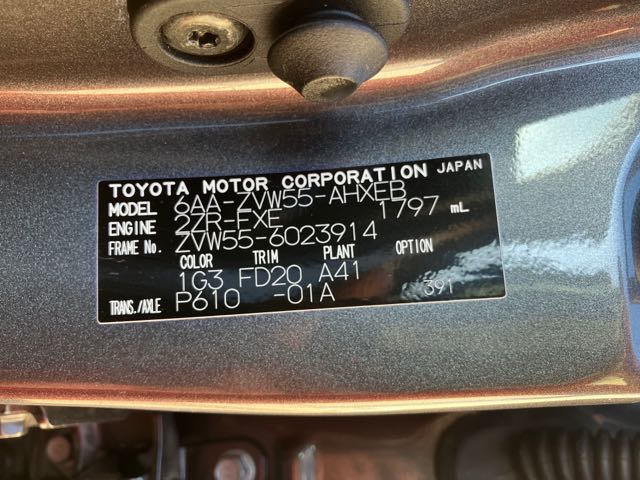 TOYOTA MOTOR CORPORATION JAPAN
MODEL 6AA-ZVW55-AHXEB
ENGINE 2ZR-FXE 1797 mL
FRAME No. ZVW55-6023914
COLOR TRIM PLANT OPTION
1G3 FD20 A41
TRANS./AXLE P610 -01A 391